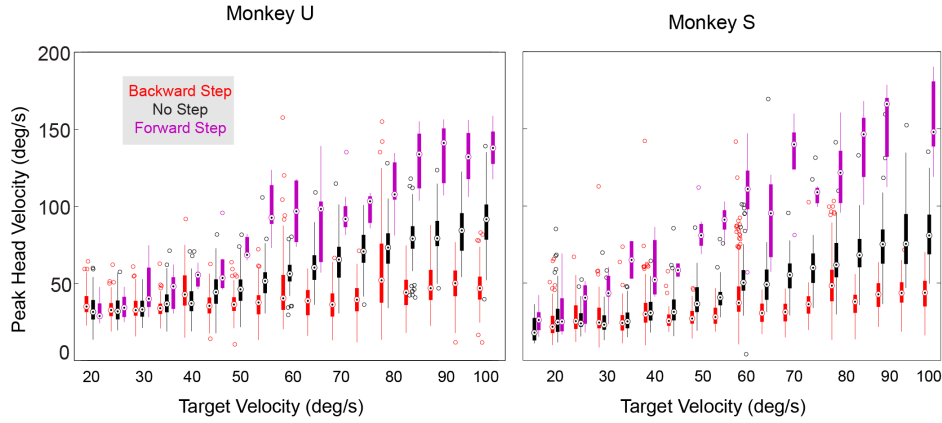 Monkey U
Monkey S
Peak Head Velocity (deg/s)
200
150
100
50
0
Backward Step
No Step
Forward Step
20 30 40 50 60 70 80 90 100
20 30 40 50 60 70 80 90 100
Target Velocity (deg/s)
Target Velocity (deg/s)